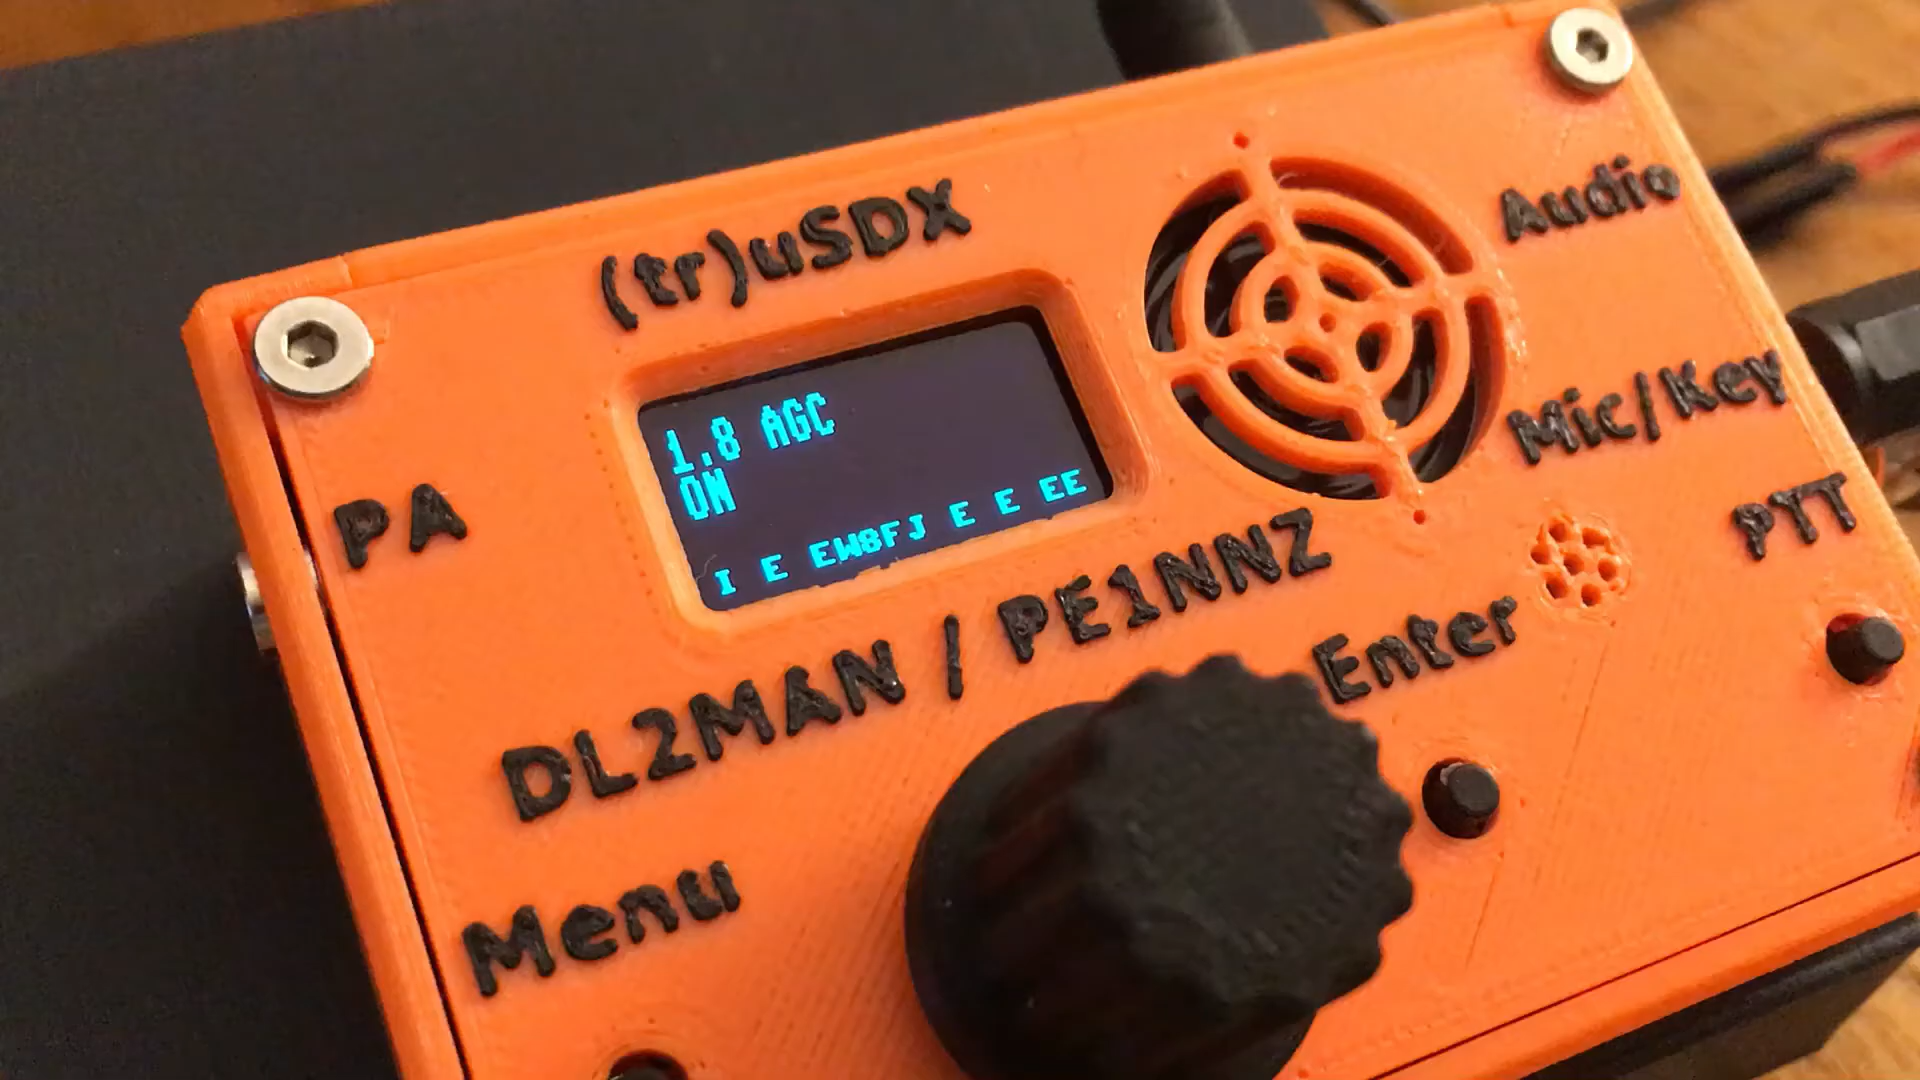 (tr)uSDX
Audio
1.8 AGC
ON
I E EW8FJ E E EE
Mic/Key
PA
PTT
DL2MAN / PE1NNZ
Enter
Menu